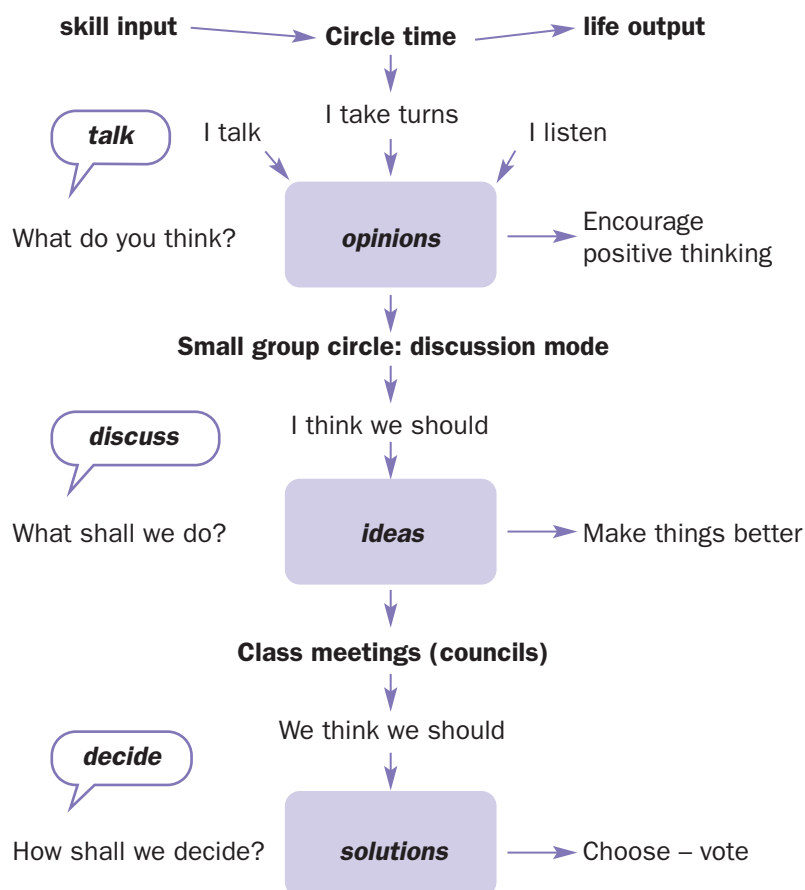 skill input
Circle time
life output
talk
I talk
I take turns
I listen
What do you think?
opinions
Encourage
positive thinking
Small group circle: discussion mode
I think we should
discuss
What shall we do?
ideas
Make things better
Class meetings (councils)
We think we should
decide
How shall we decide?
solutions
Choose – vote